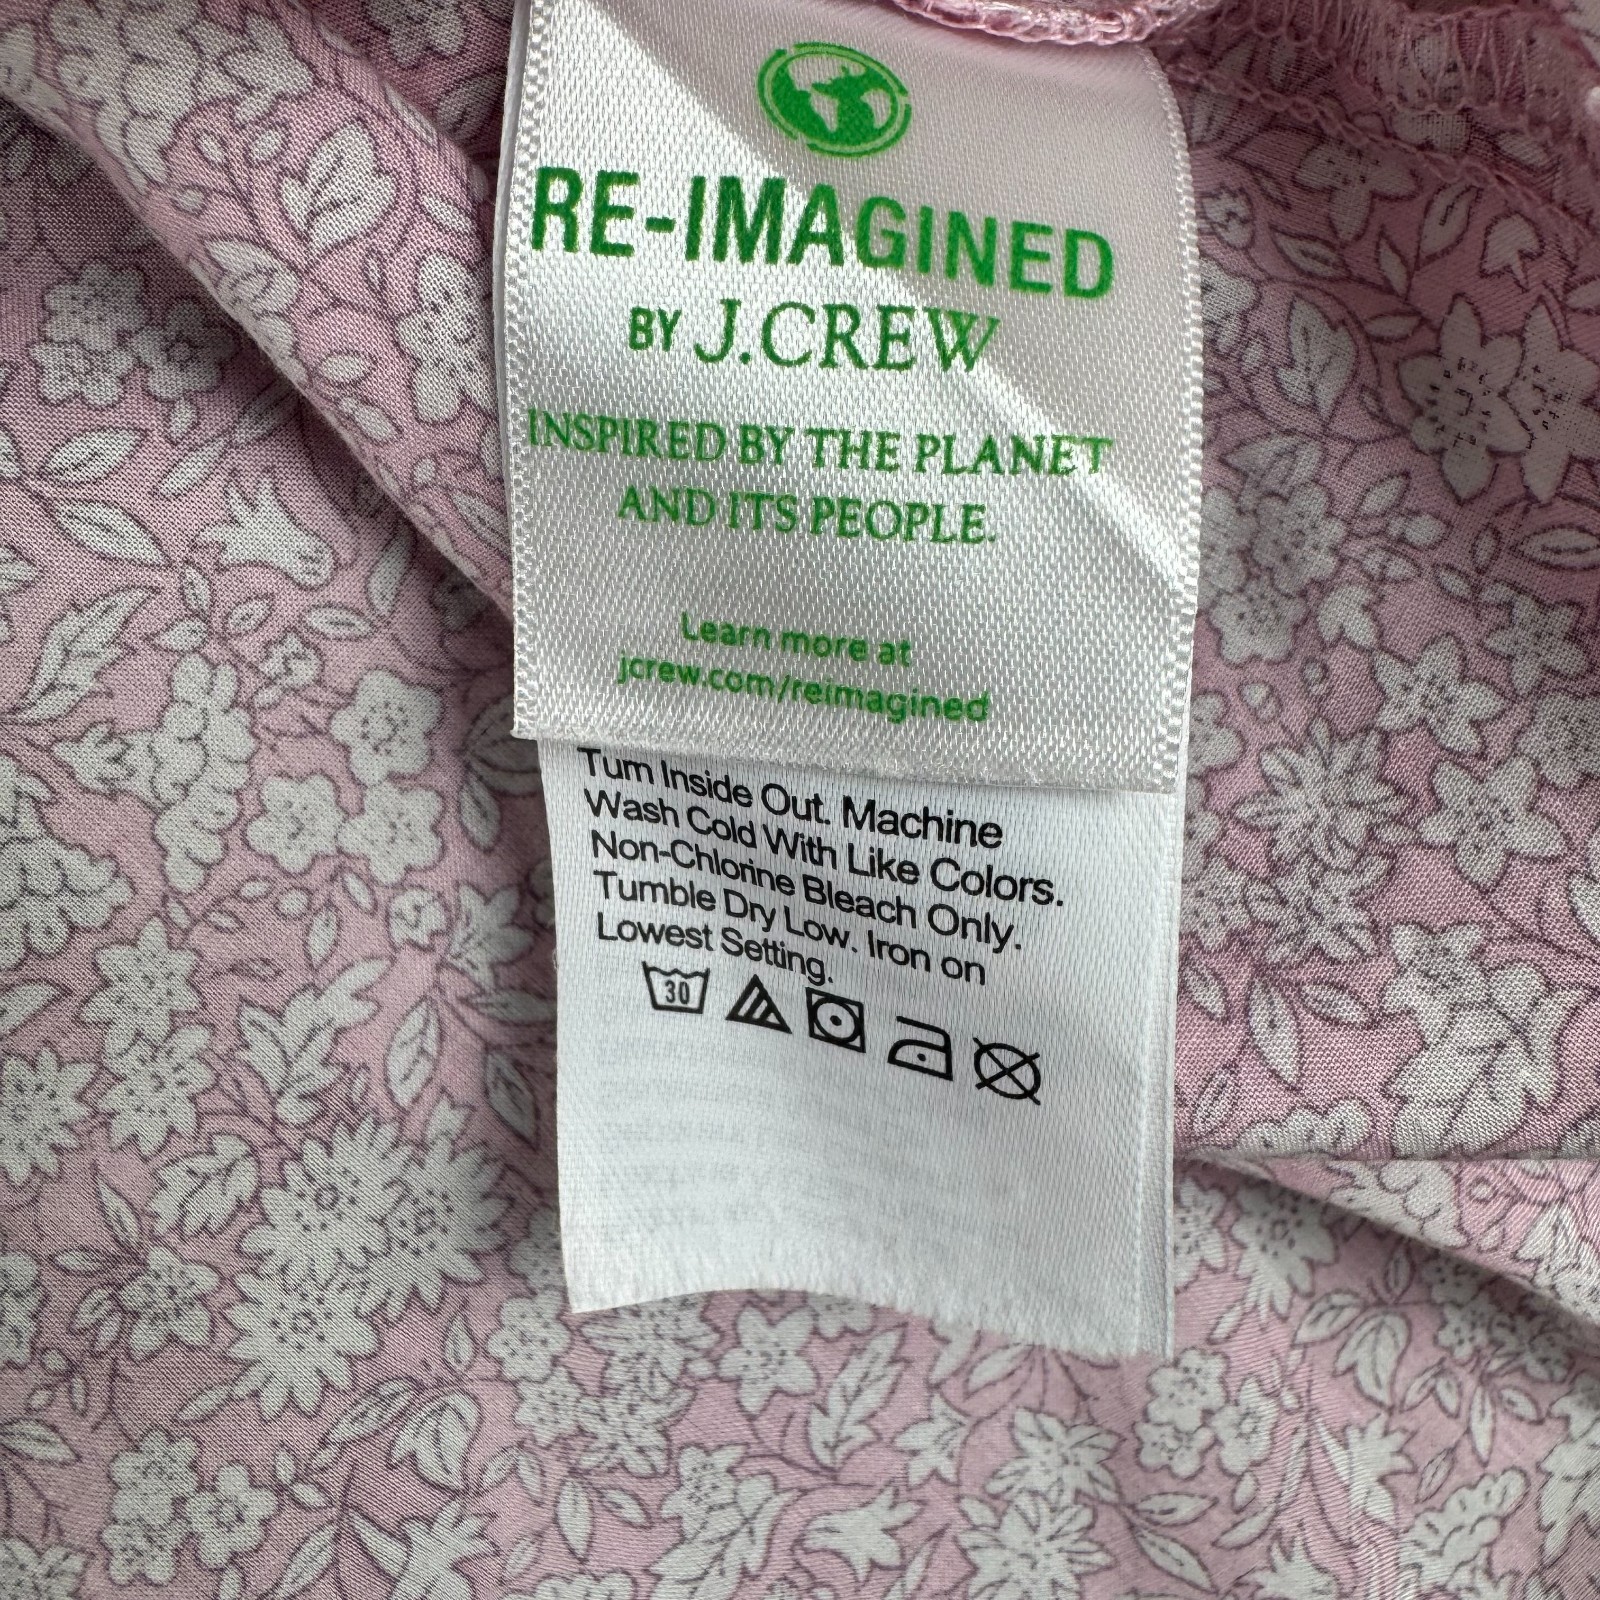 RE-IMAGINED
BY J.CREW
INSPIRED BY THE PLANET
AND ITS PEOPLE.
Learn more at
jcrew.com/reimagined
Turn Inside Out. Machine
Wash Cold With Like Colors.
Non-Chlorine Bleach Only.
Tumble Dry Low. Iron on
Lowest Setting.
30